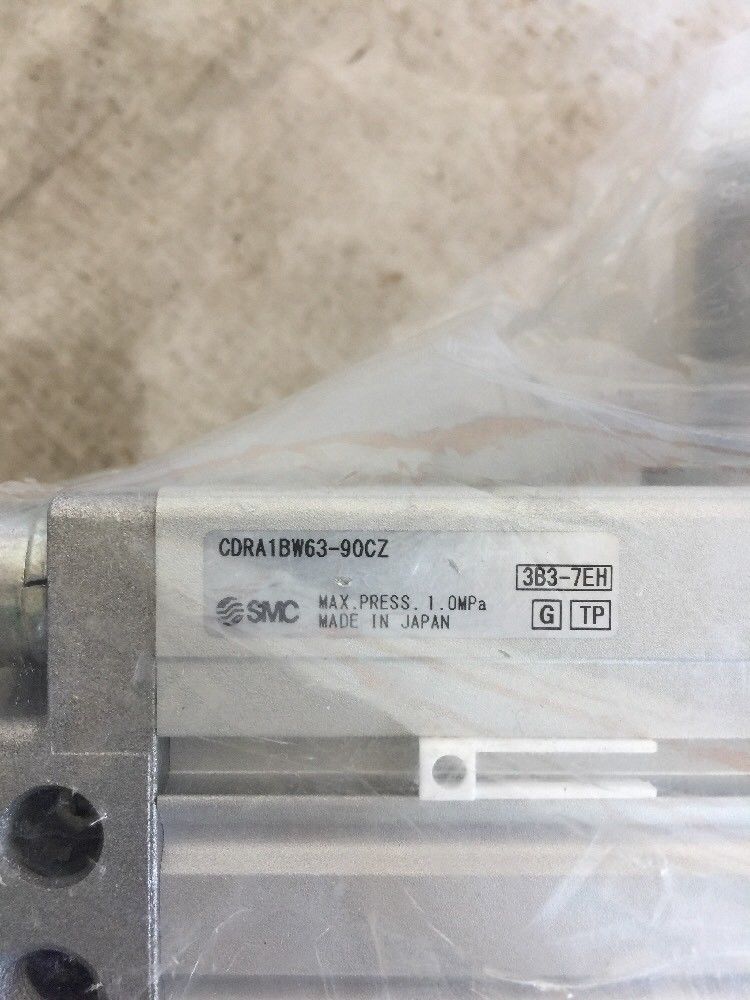 CDRA1BW63-90CZ
3B3-7EH
SMC MAX.PRESS. 1.0MPa
MADE IN JAPAN
G TP